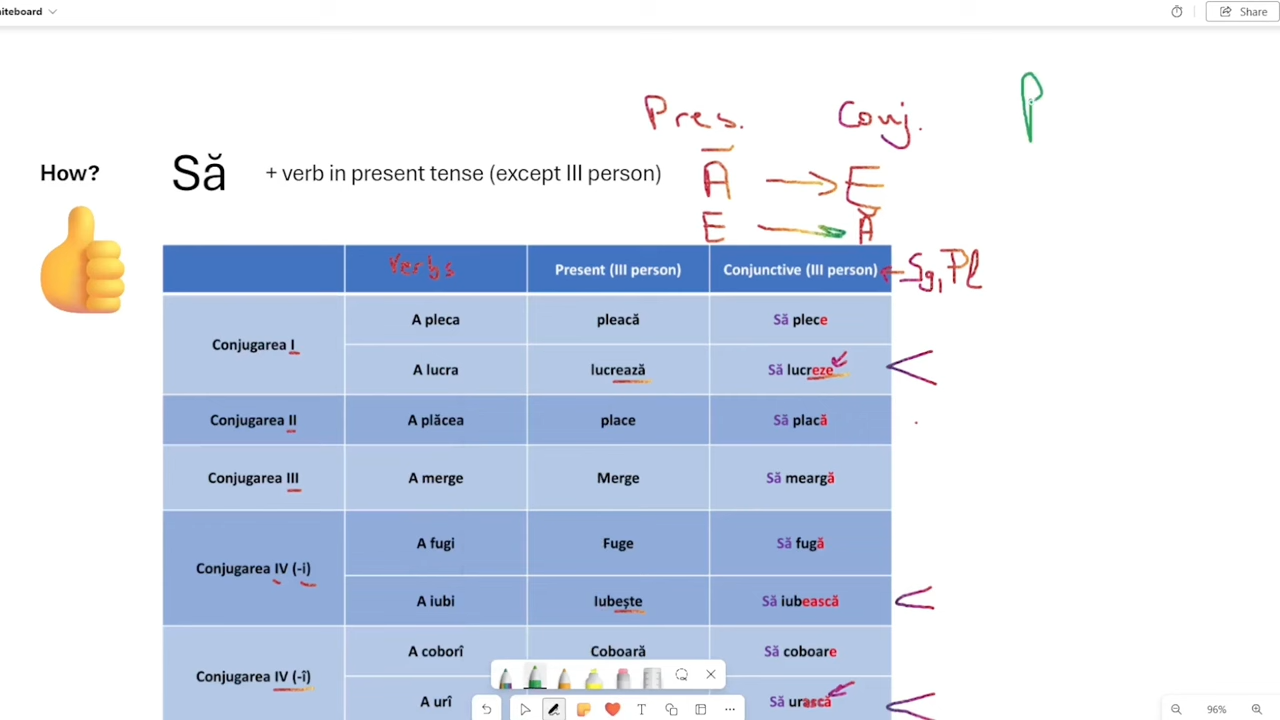 iteboard
Share
Pres. Conj. P
How? Să + verb in present tense (except III person) A → E
E → Ă
Verbs Present (III person) Conjunctive (III person) ← Sg, Pl
Conjugarea I
A pleca pleacă Să plece
A lucra lucrează Să lucreze
Conjugarea II A plăcea place Să placă
Conjugarea III A merge Merge Să meargă
Conjugarea IV (-i)
A fugi Fuge Să fugă
A iubi Iubește Să iubească
Conjugarea IV (-î)
A coborî Coboară Să coboare
A urî Să urască
96%